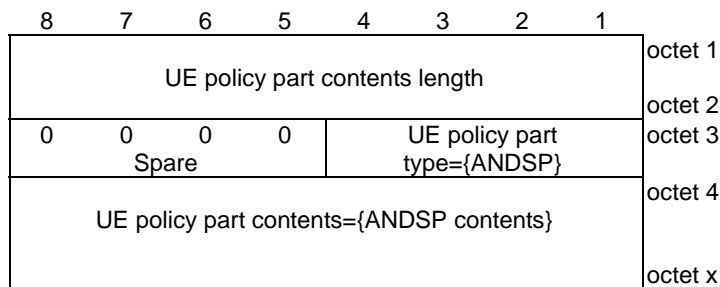 8 7 6 5 4 3 2 1
octet 1
UE policy part contents length
octet 2
0 0 0 0 UE policy part octet 3
Spare type={ANDSP}
octet 4
UE policy part contents={ANDSP contents}
octet x